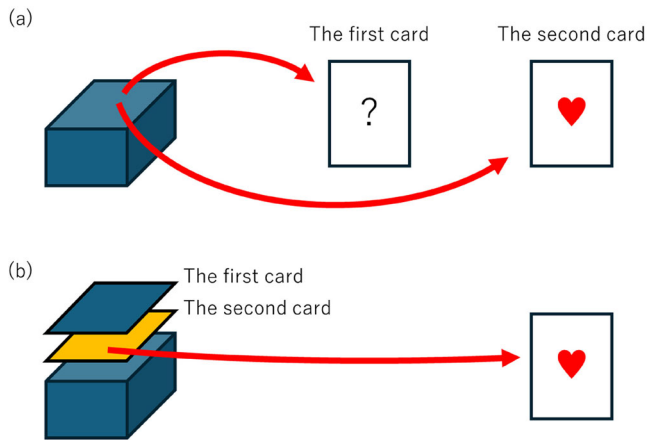 (a)
The first card
The second card
?
(b)
The first card
The second card